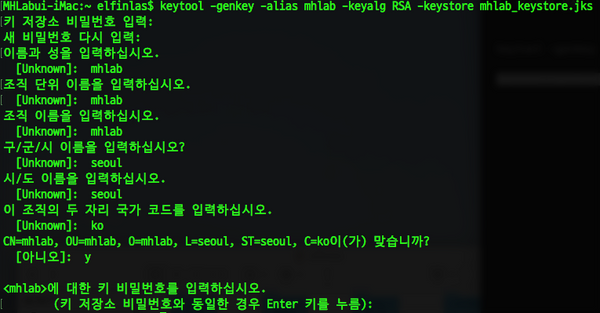 MHLabui-iMac:~ elfinlas$ keytool -genkey -alias mhlab -keyalg RSA -keystore mhlab_keystore.jks
키 저장소 비밀번호 입력:
새 비밀번호 다시 입력:
이름과 성을 입력하십시오.
[Unknown]:  mhlab
조직 단위 이름을 입력하십시오.
[Unknown]:  mhlab
조직 이름을 입력하십시오.
[Unknown]:  mhlab
구/군/시 이름을 입력하십시오?
[Unknown]:  seoul
시/도 이름을 입력하십시오.
[Unknown]:  seoul
이 조직의 두 자리 국가 코드를 입력하십시오.
[Unknown]:  ko
CN=mhlab, OU=mhlab, O=mhlab, L=seoul, ST=seoul, C=ko이(가) 맞습니까?
[아니오]:  y
<mhlab>에 대한 키 비밀번호를 입력하십시오.
(키 저장소 비밀번호와 동일한 경우 Enter 키를 누름):